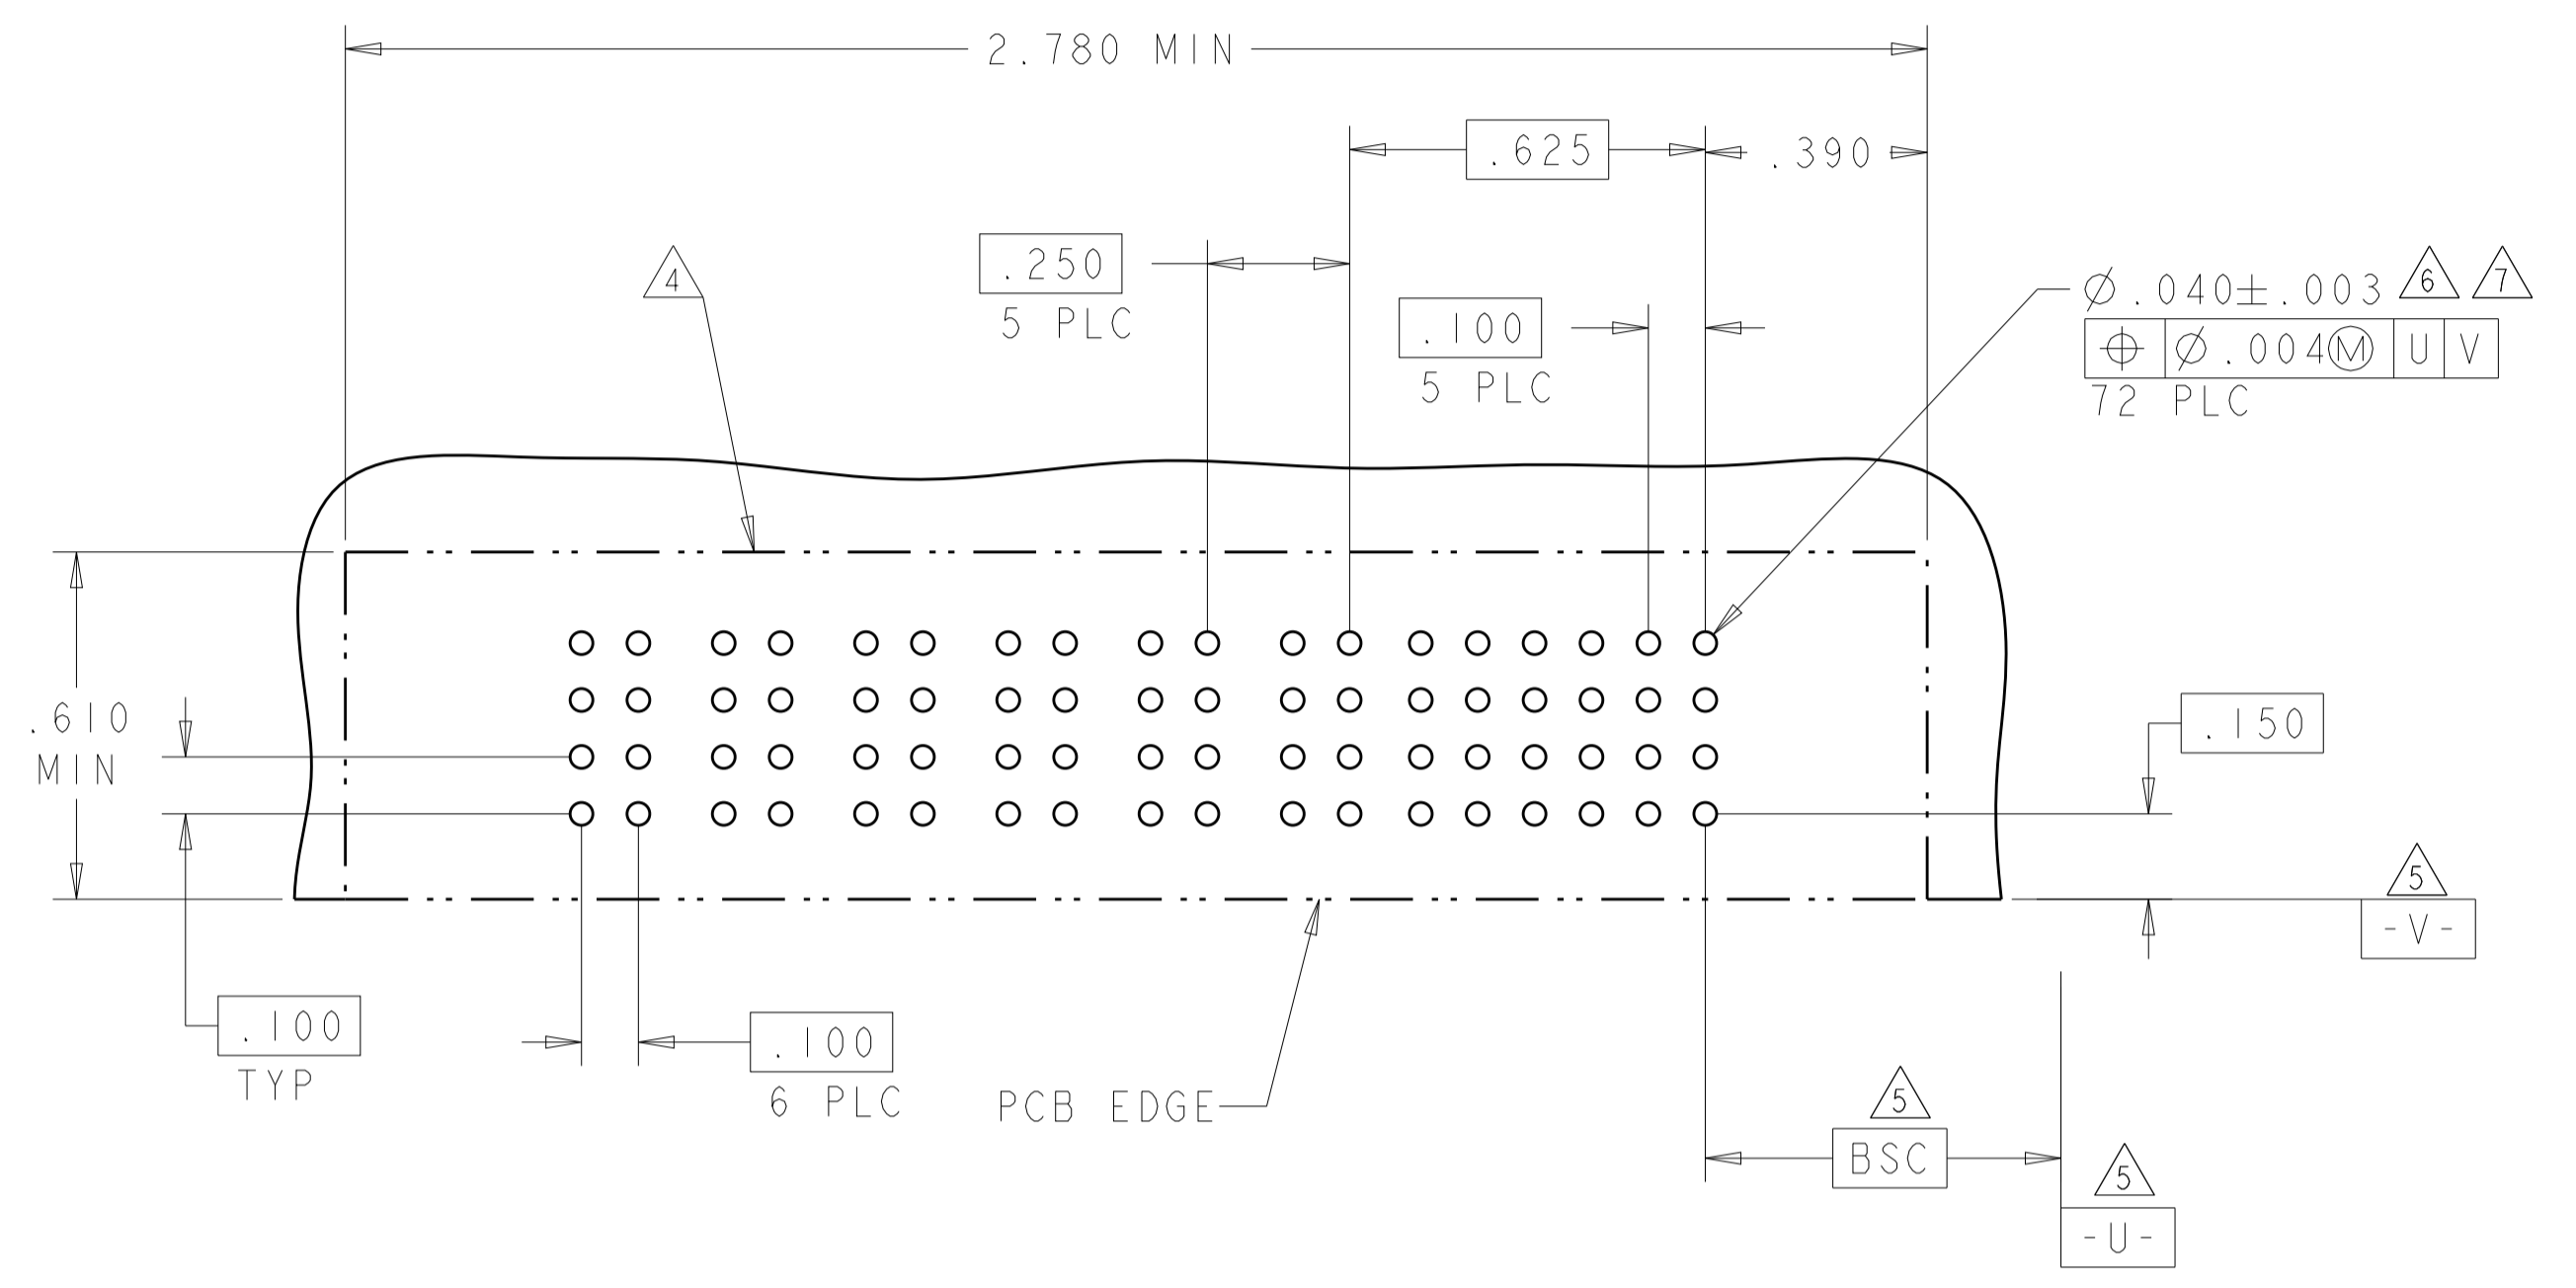 2.780 MIN
.625
.390
.250
5 PLC
.100
5 PLC
4
Ø.040±.003 6 7
⌖ Ø.004Ⓜ U V
72 PLC
.610
MIN
.150
5
-V-
.100
TYP
.100
6 PLC
PCB EDGE
5
BSC
5
-U-